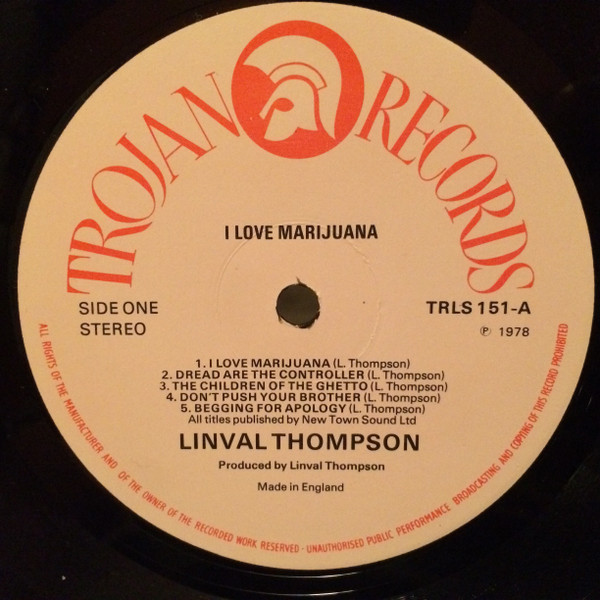 TROJAN RECORDS
I LOVE MARIJUANA
SIDE ONE
STEREO
TRLS 151-A
Ⓟ 1978
1. I LOVE MARIJUANA (L. Thompson)
2. DREAD ARE THE CONTROLLER (L. Thompson)
3. THE CHILDREN OF THE GHETTO (L. Thompson)
4. DON'T PUSH YOUR BROTHER (L. Thompson)
5. BEGGING FOR APOLOGY (L. Thompson)
All titles published by New Town Sound Ltd
LINVAL THOMPSON
Produced by Linval Thompson
Made in England
ALL RIGHTS OF THE MANUFACTURER AND OF THE OWNER OF THE RECORDED WORK RESERVED · UNAUTHORISED PUBLIC PERFORMANCE BROADCASTING AND COPYING OF THIS RECORD PROHIBITED